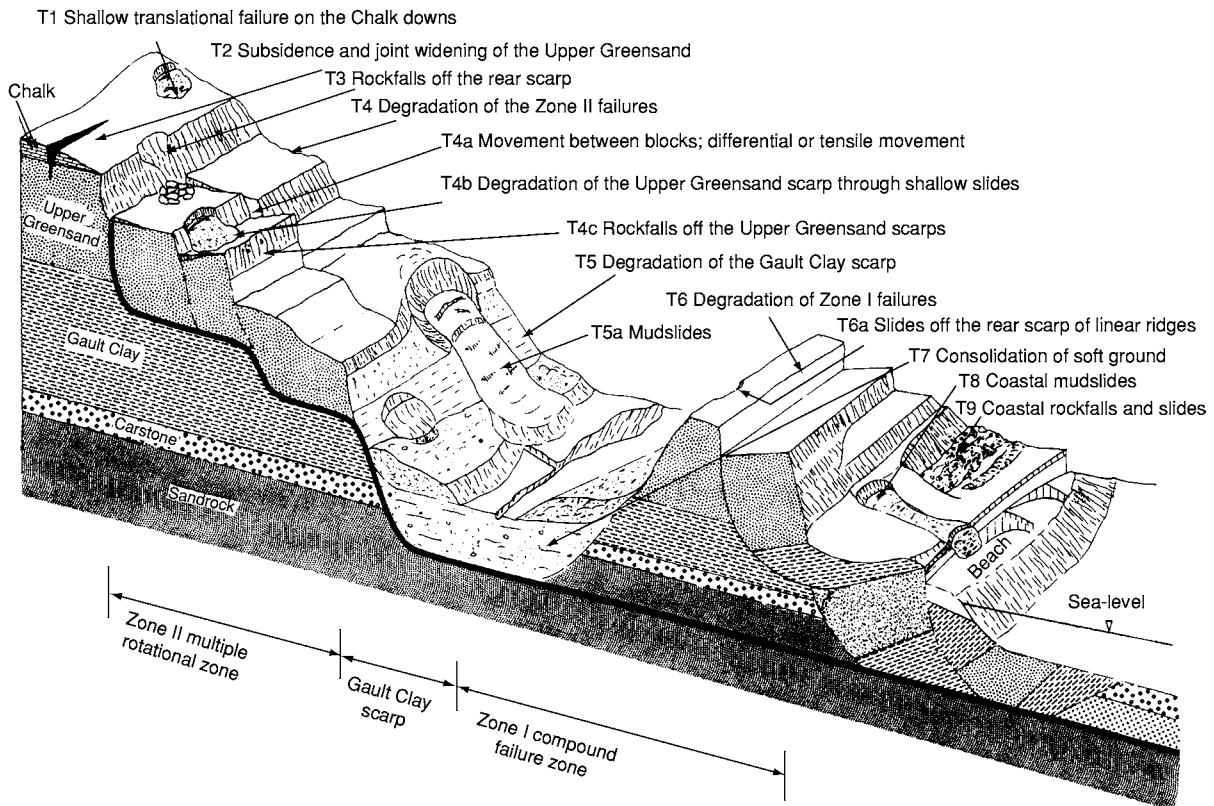 T1 Shallow translational failure on the Chalk downs
T2 Subsidence and joint widening of the Upper Greensand
T3 Rockfalls off the rear scarp
Chalk
T4 Degradation of the Zone II failures
T4a Movement between blocks; differential or tensile movement
T4b Degradation of the Upper Greensand scarp through shallow slides
Upper
Greensand
T4c Rockfalls off the Upper Greensand scarps
T5 Degradation of the Gault Clay scarp
T6 Degradation of Zone I failures
T6a Slides off the rear scarp of linear ridges
T5a Mudslides
T7 Consolidation of soft ground
T8 Coastal mudslides
T9 Coastal rockfalls and slides
Gault Clay
Carstone
Sandrock
Beach
Sea-level
Zone II multiple
rotational zone
Gault Clay
scarp
Zone I compound
failure zone